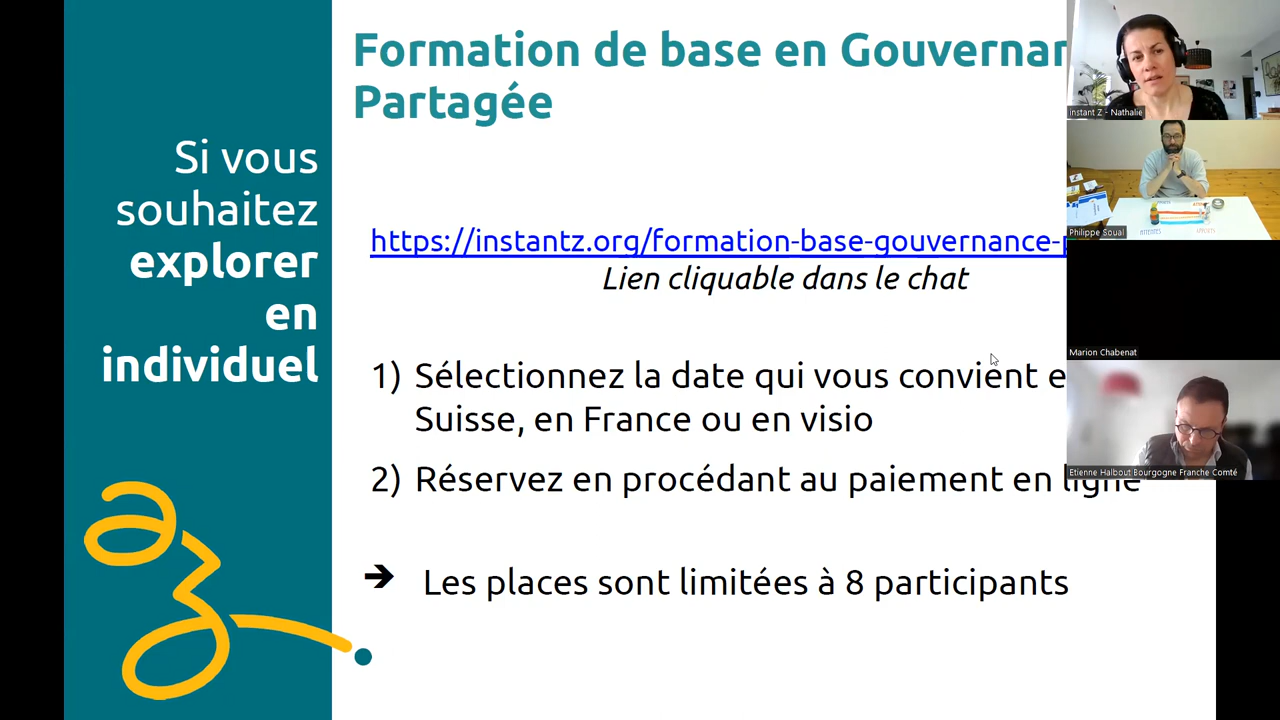 Si vous
souhaitez
explorer
en
individuel
Formation de base en Gouvernan
Partagée
https://instantz.org/formation-base-gouvernance-
Lien cliquable dans le chat
1) Sélectionnez la date qui vous convient e
Suisse, en France ou en visio
2) Réservez en procédant au paiement en ligne
➔ Les places sont limitées à 8 participants
instant Z - Nathalie
Philippe Soual
Marion Chabenat
Etienne Halbout Bourgogne Franche Comté